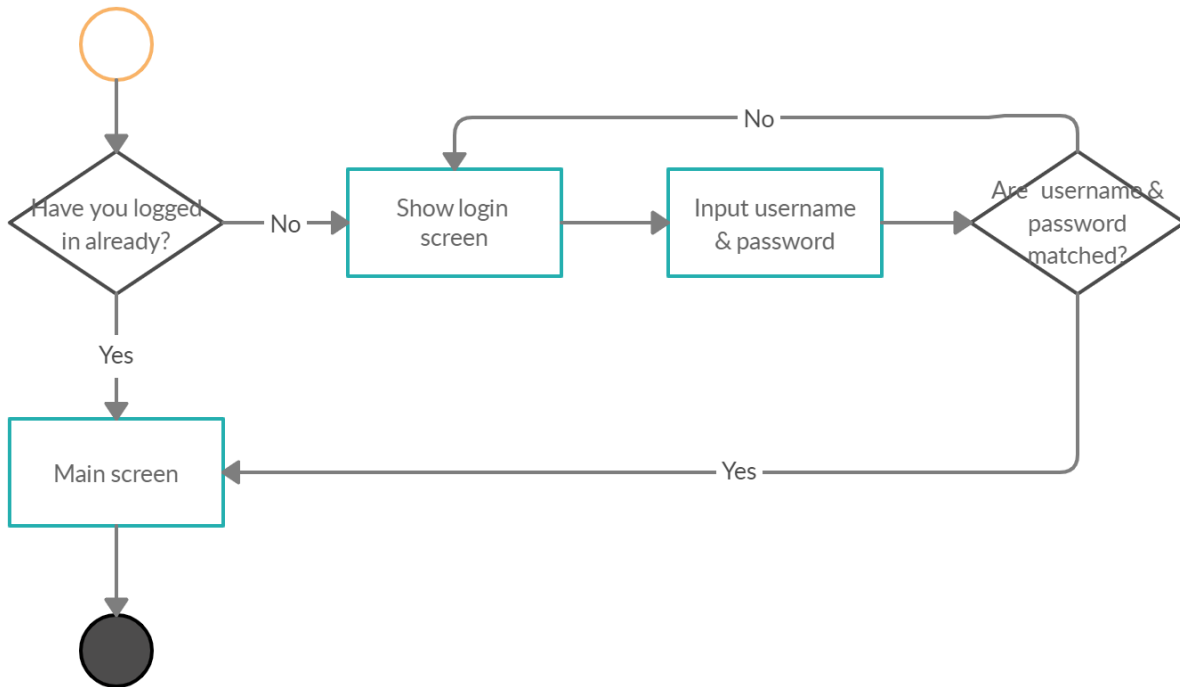 No
Have you logged
in already?
No
Show login
screen
Input username
& password
Are  username &
password
matched?
Yes
Main screen
Yes